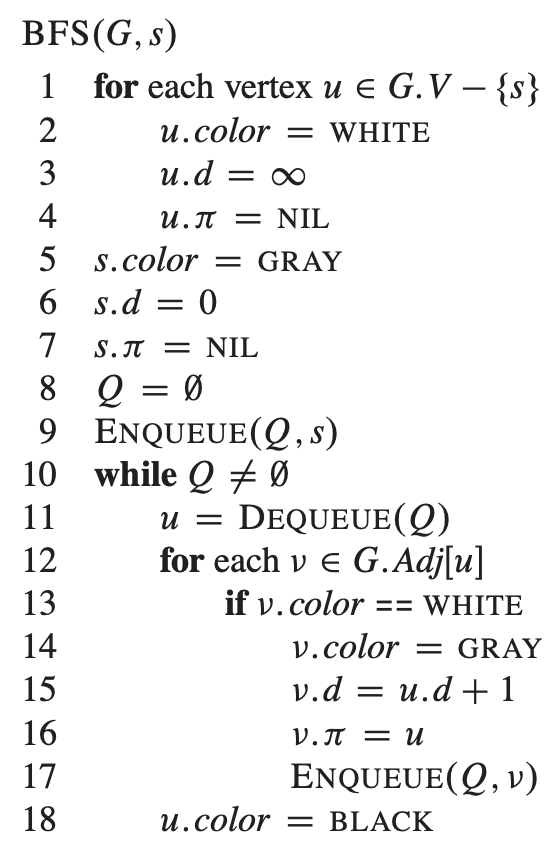 BFS(G, s)
1 for each vertex u ∈ G.V − {s}
2 u.color = WHITE
3 u.d = ∞
4 u.π = NIL
5 s.color = GRAY
6 s.d = 0
7 s.π = NIL
8 Q = ∅
9 ENQUEUE(Q, s)
10 while Q ≠ ∅
11 u = DEQUEUE(Q)
12 for each v ∈ G.Adj[u]
13 if v.color == WHITE
14 v.color = GRAY
15 v.d = u.d + 1
16 v.π = u
17 ENQUEUE(Q, v)
18 u.color = BLACK